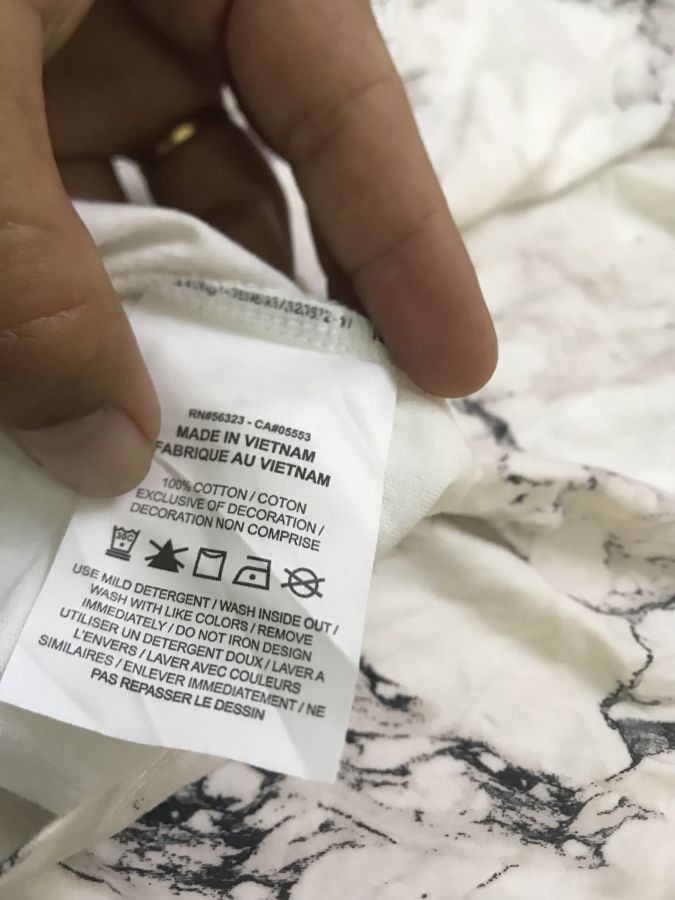 RN#56323 - CA#05553
MADE IN VIETNAM
FABRIQUE AU VIETNAM
100% COTTON / COTON
EXCLUSIVE OF DECORATION /
DECORATION NON COMPRISE
30C
USE MILD DETERGENT / WASH INSIDE OUT /
WASH WITH LIKE COLORS / REMOVE
IMMEDIATELY / DO NOT IRON DESIGN
UTILISER UN DETERGENT DOUX / LAVER A
L'ENVERS / LAVER AVEC COULEURS
SIMILAIRES / ENLEVER IMMEDIATEMENT / NE
PAS REPASSER LE DESSIN